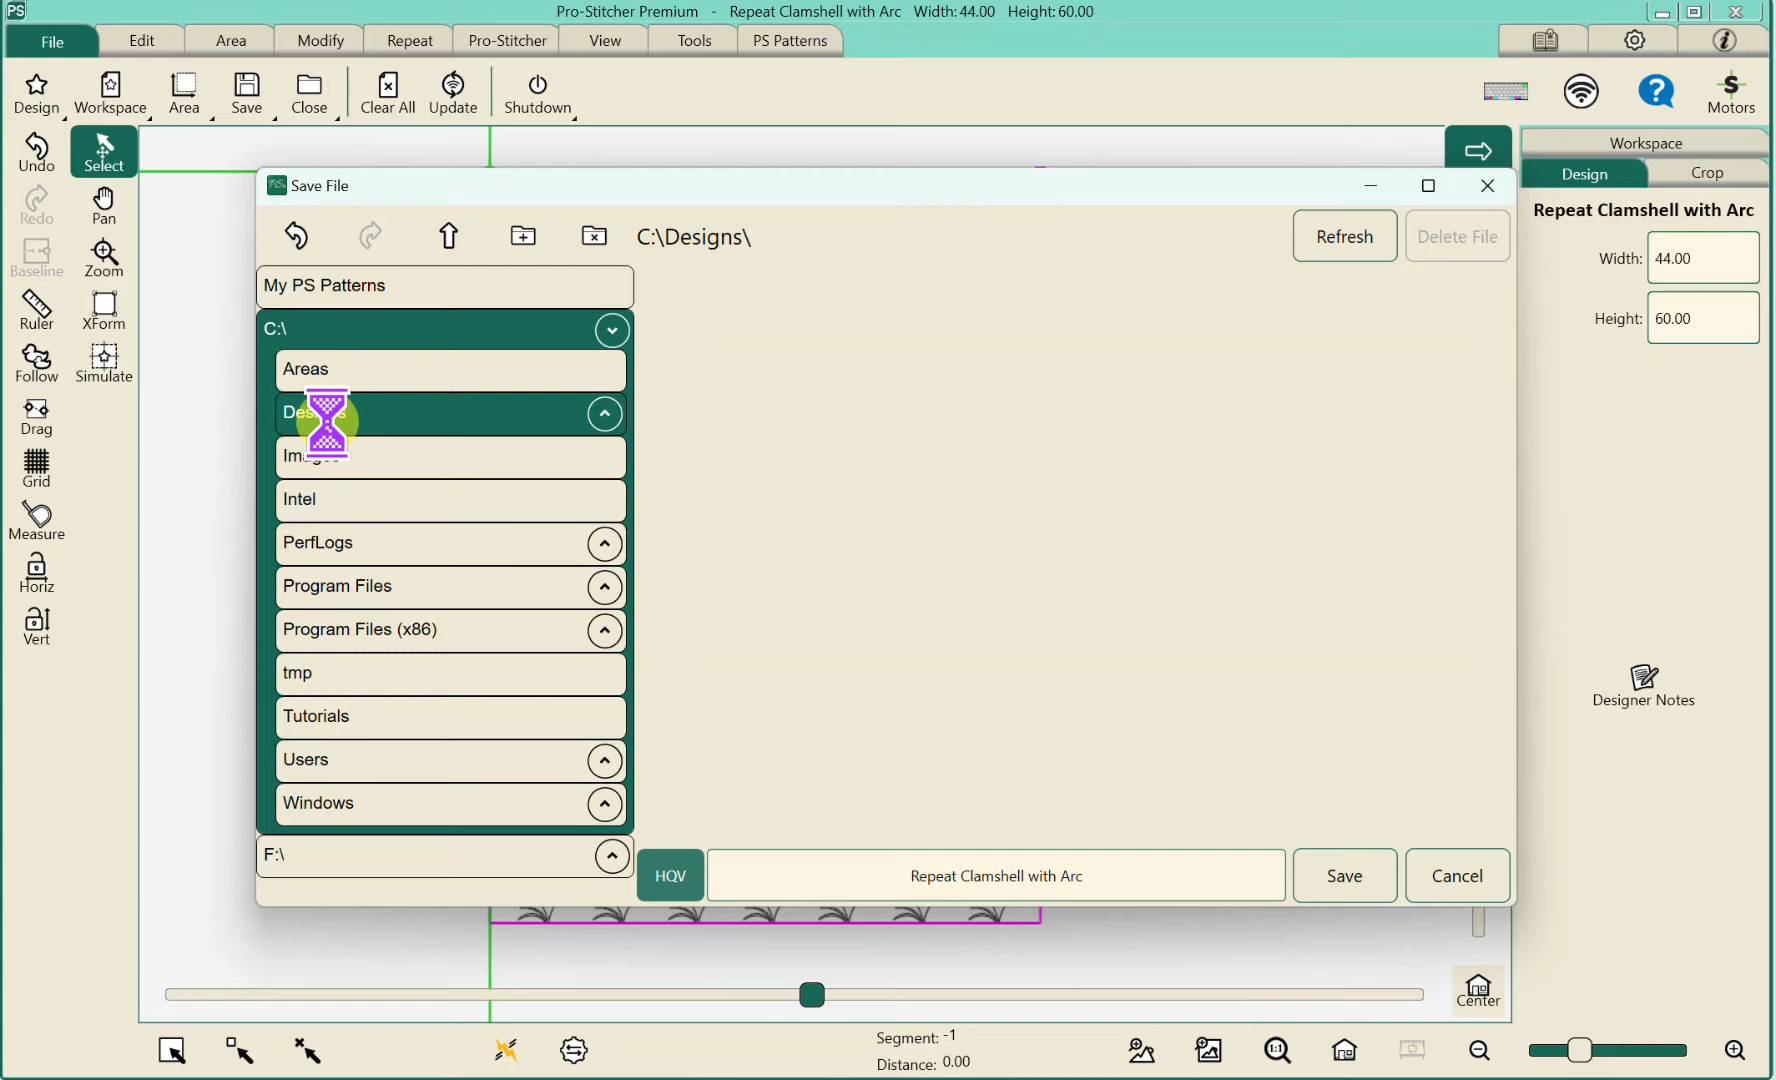 PS Pro-Stitcher Premium - Repeat Clamshell with Arc Width: 44.00 Height: 60.00
File Edit Area Modify Repeat Pro-Stitcher View Tools PS Patterns
Design Workspace Area Save Close Clear All Update Shutdown S Motors
Undo Select
Redo Pan
Baseline Zoom
Ruler XForm
Follow Simulate
Drag
Grid
Measure
Horiz
Vert
Save File
C:\Designs\ Refresh Delete File
My PS Patterns
C:\
Areas
Designs
Images
Intel
PerfLogs
Program Files
Program Files (x86)
tmp
Tutorials
Users
Windows
F:\
HQV Repeat Clamshell with Arc Save Cancel
Workspace
Design Crop
Repeat Clamshell with Arc
Width: 44.00
Height: 60.00
Designer Notes
Center
Segment: -1
Distance: 0.00
1:1